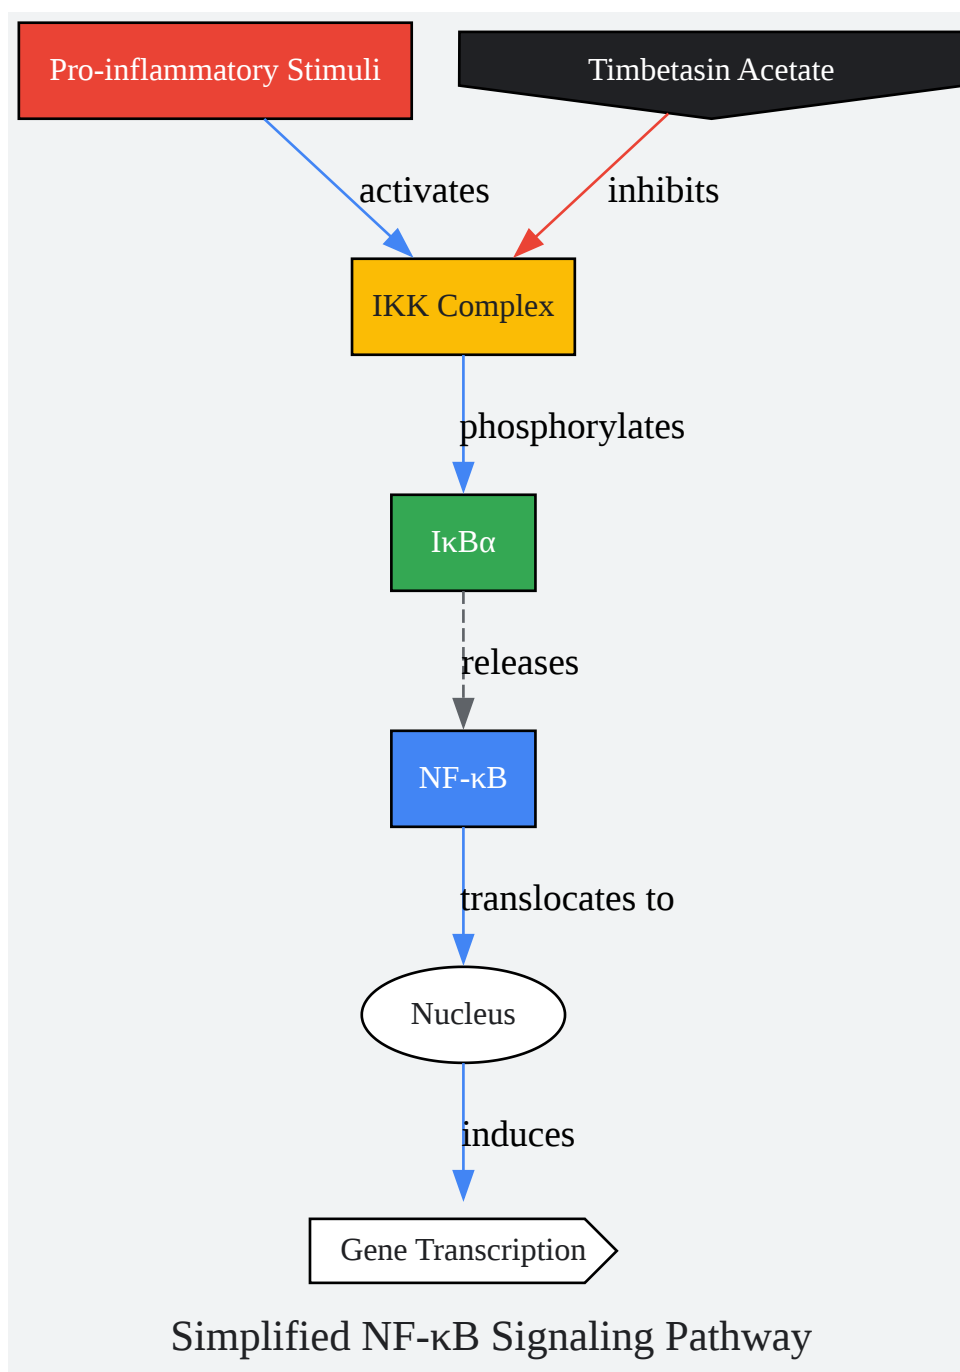 Pro-inflammatory Stimuli
Timbetasin Acetate
activates
inhibits
IKK Complex
phosphorylates
IκBα
releases
NF-κB
translocates to
Nucleus
induces
Gene Transcription
Simplified NF-κB Signaling Pathway